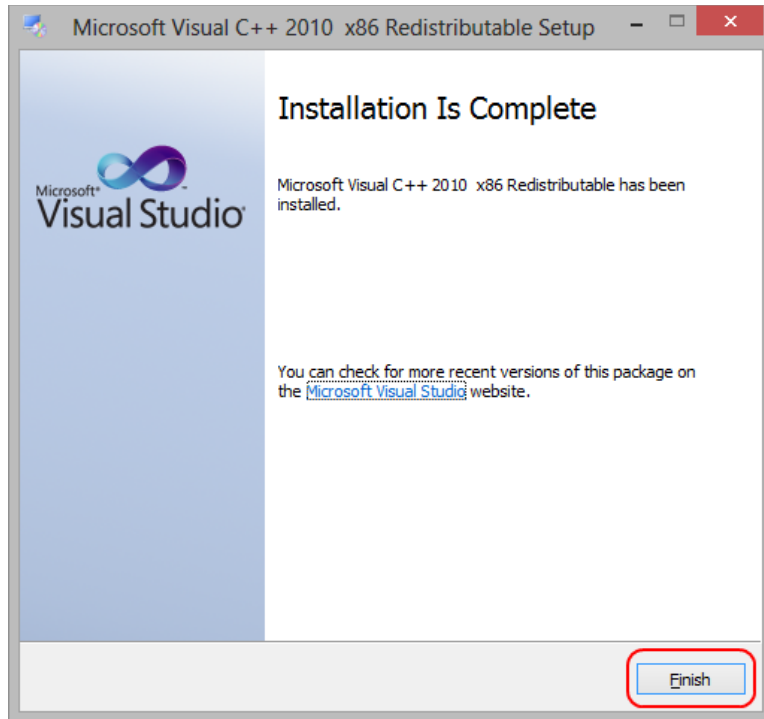 Microsoft Visual C++ 2010  x86 Redistributable Setup
Installation Is Complete
Microsoft Visual C++ 2010  x86 Redistributable has been
installed.
Microsoft®
Visual Studio®
You can check for more recent versions of this package on
the Microsoft Visual Studio website.
Finish